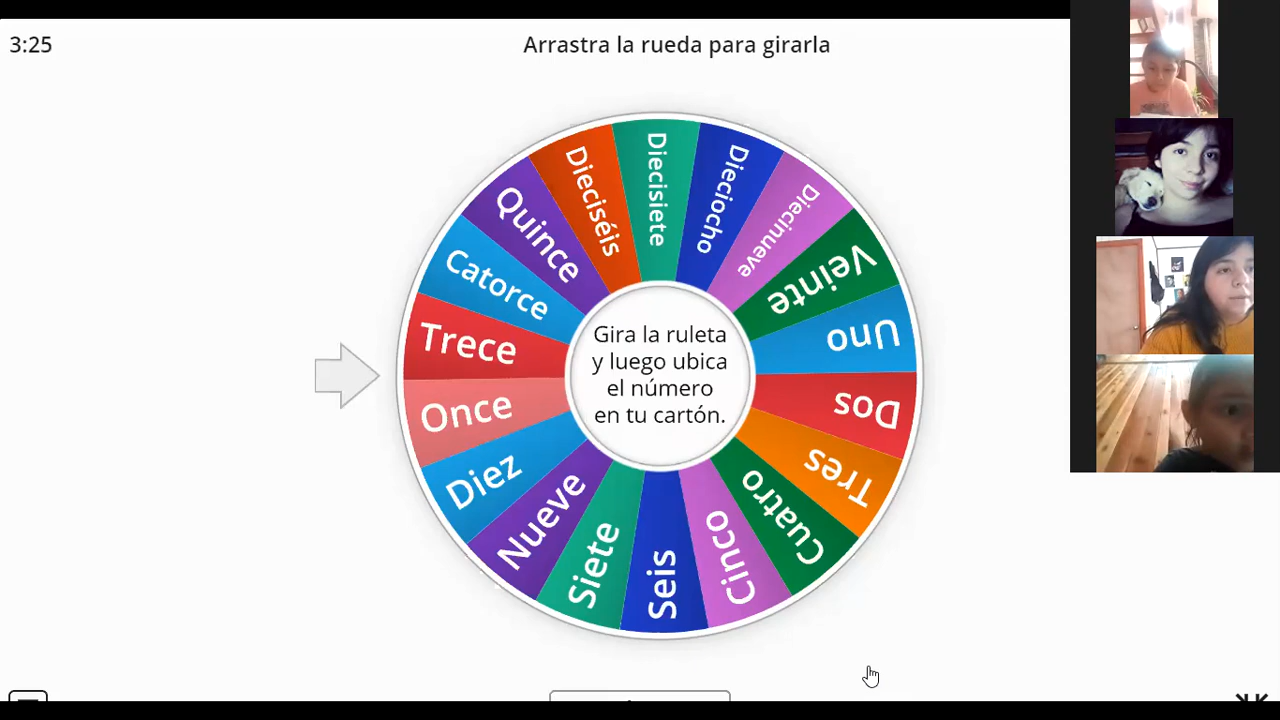 3:25
Arrastra la rueda para girarla
Diecisiete
Dieciocho
Diecinueve
Veinte
Uno
Dos
Tres
Cuatro
Cinco
Seis
Siete
Nueve
Diez
Once
Trece
Catorce
Quince
Dieciséis
Gira la ruleta
y luego ubica
el número
en tu cartón.